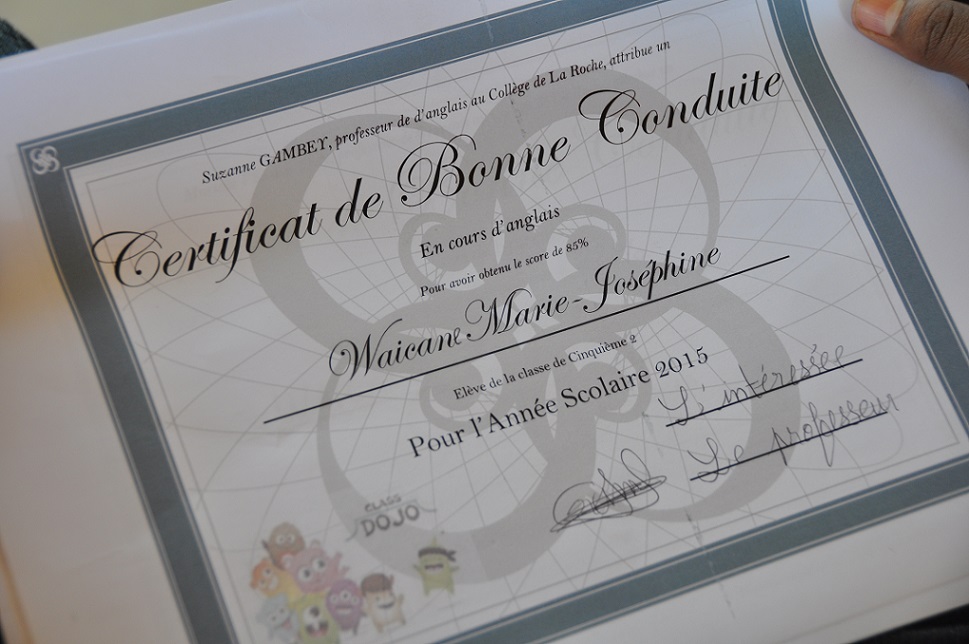 Suzanne GAMBEY, professeur de d'anglais au Collège de La Roche, attribue un
Certificat de Bonne Conduite
En cours d'anglais
Pour avoir obtenu le score de 85%
Waicane Marie-Joséphine
Elève de la classe de Cinquième 2
Pour l'Année Scolaire 2015
L'intéressée
Le professeur
CLASS
DOJO